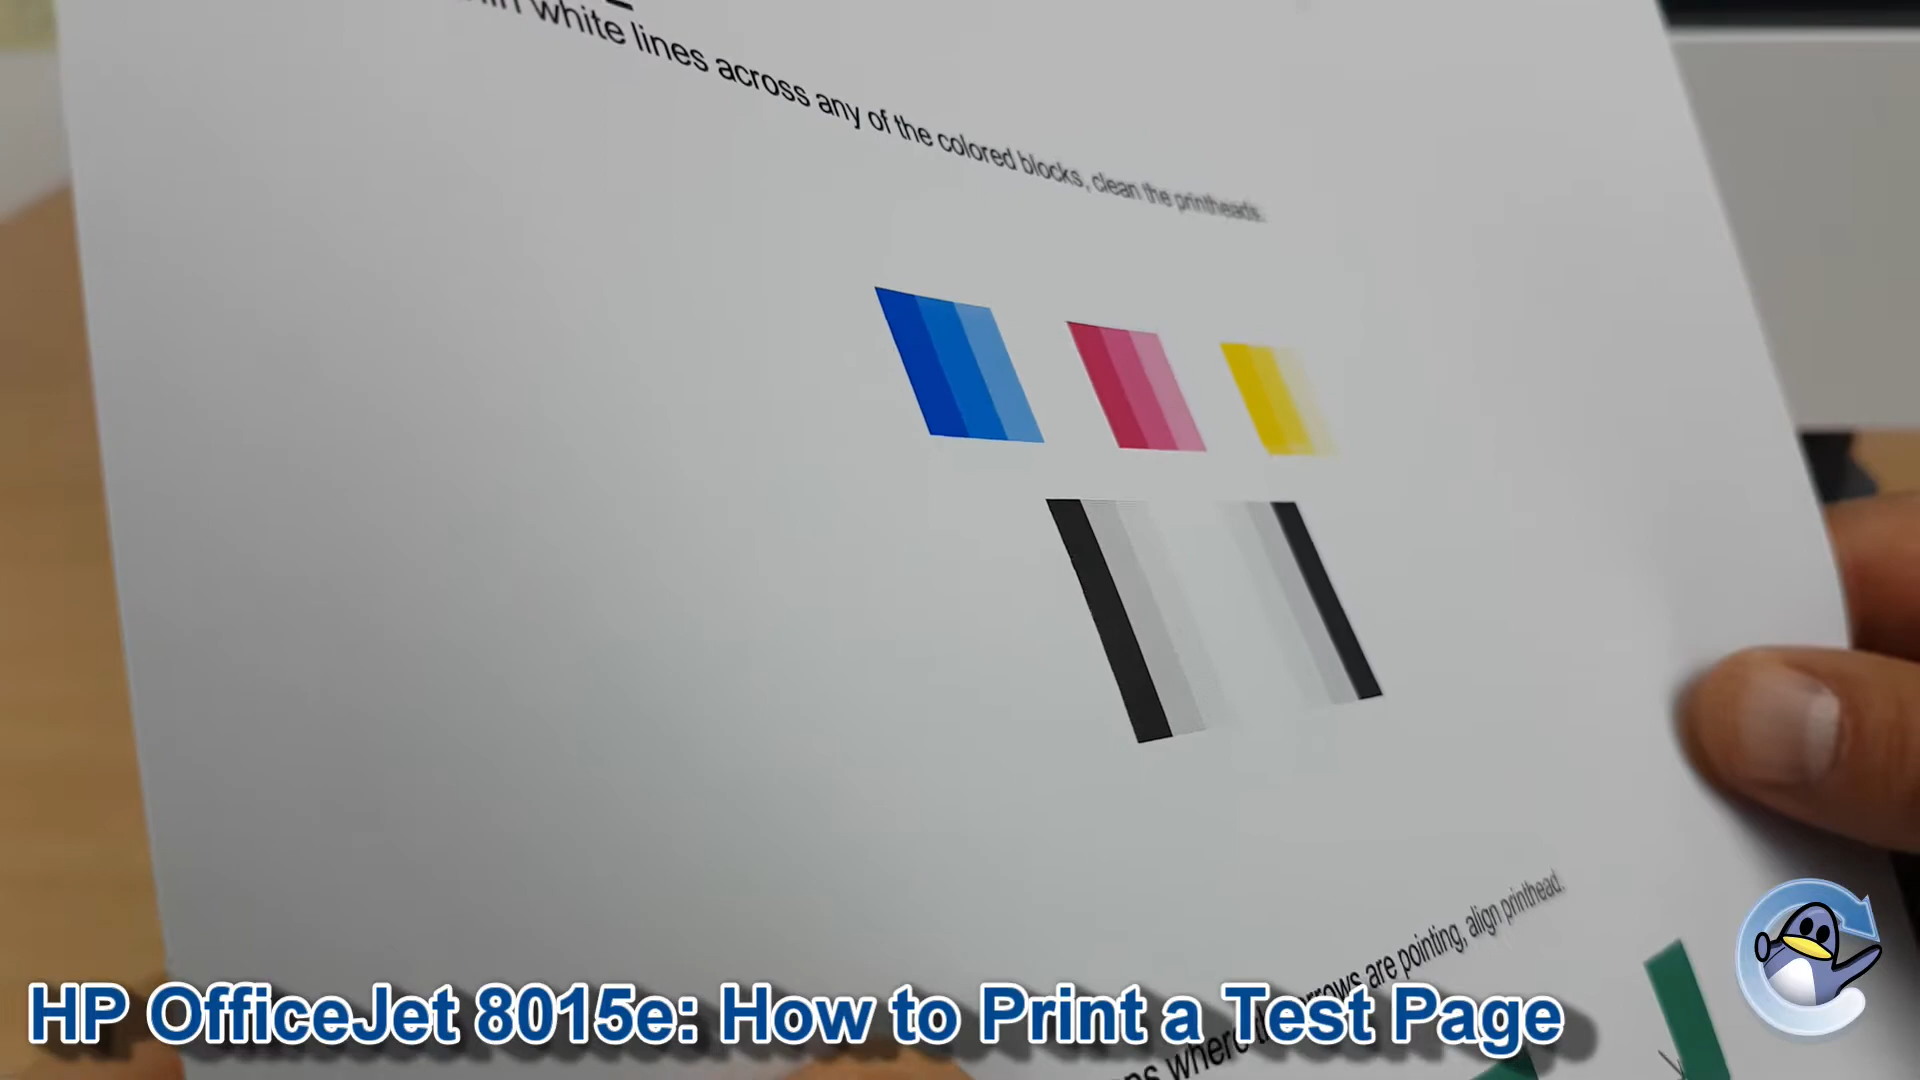 white lines across any of the colored blocks, clean the printheads.
are pointing, align printhead.
where
HP OfficeJet 8015e: How to Print a Test Page